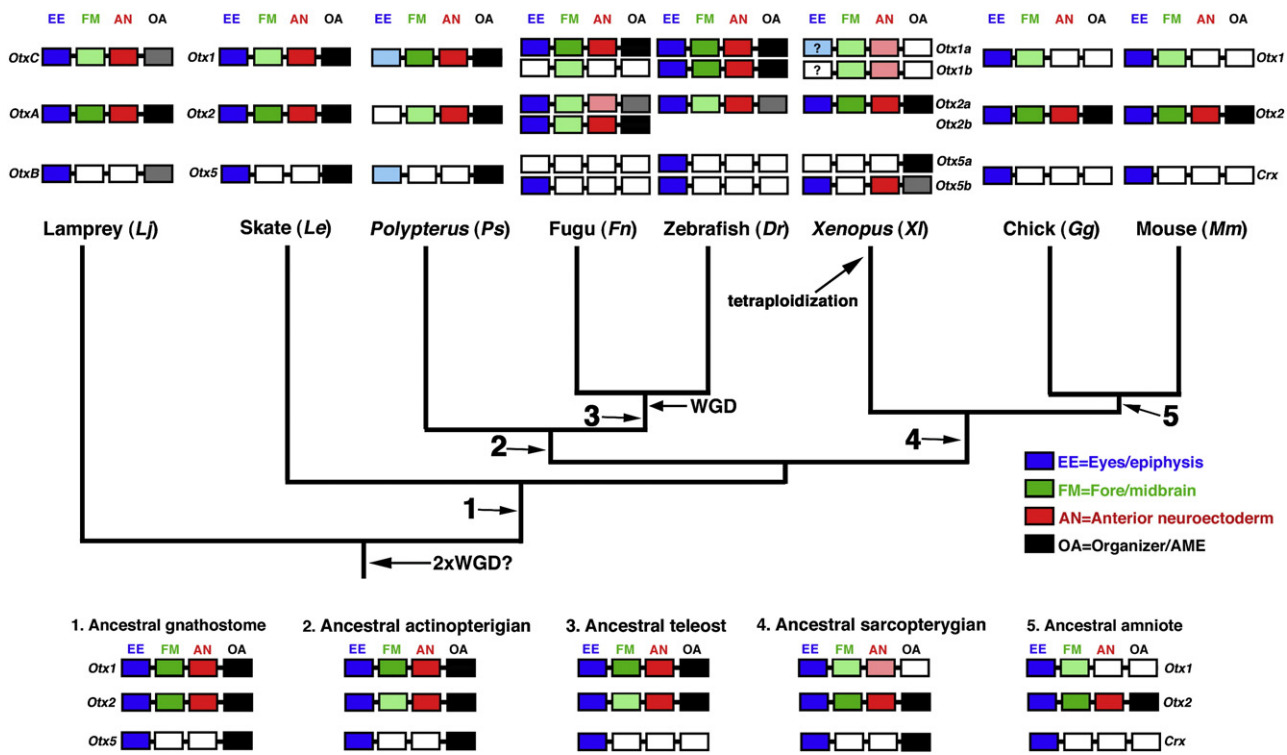 EE FM AN OA EE FM AN OA EE FM AN OA EE FM AN OA EE FM AN OA EE FM AN OA EE FM AN OA EE FM AN OA
OtxC Otx1 ? Otx1a Otx1
? Otx1b
OtxA Otx2 Otx2a Otx2
Otx2b
OtxB Otx5 Otx5a Crx
Otx5b
Lamprey (Lj) Skate (Le) Polypterus (Ps) Fugu (Fn) Zebrafish (Dr) Xenopus (Xl) Chick (Gg) Mouse (Mm)
tetraploidization
WGD
3
5
2
4
1
2xWGD?
EE=Eyes/epiphysis
FM=Fore/midbrain
AN=Anterior neuroectoderm
OA=Organizer/AME
1. Ancestral gnathostome 2. Ancestral actinopterigian 3. Ancestral teleost 4. Ancestral sarcopterygian 5. Ancestral amniote
EE FM AN OA EE FM AN OA EE FM AN OA EE FM AN OA EE FM AN OA
Otx1 Otx1
Otx2 Otx2
Otx5 Crx